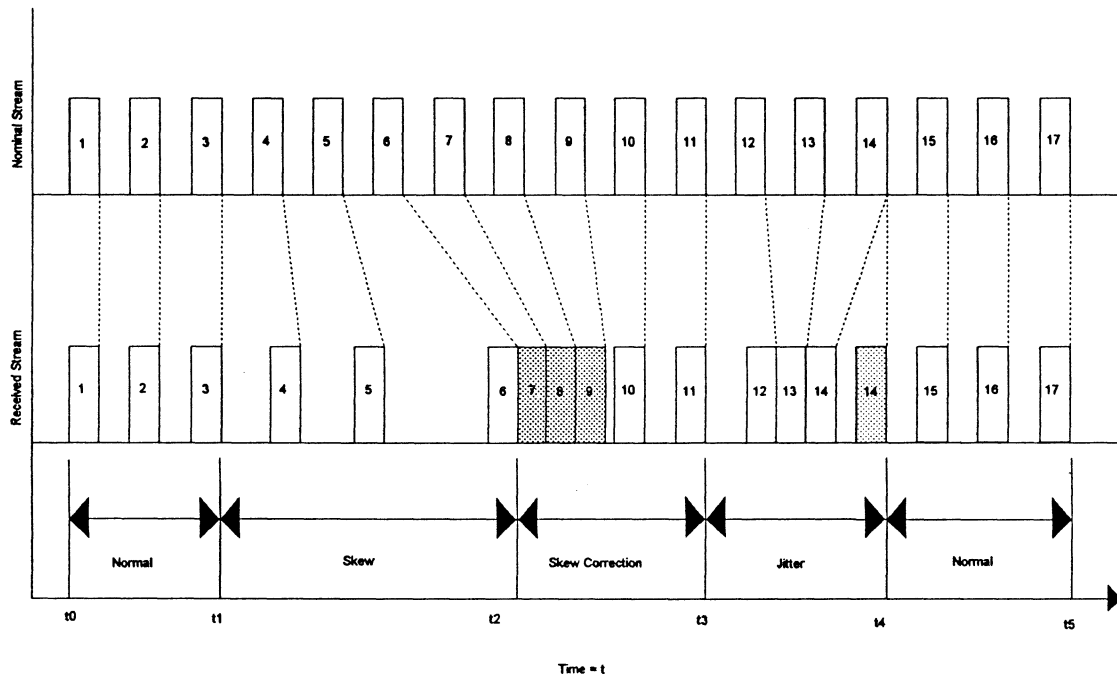 Nominal Stream
1 2 3 4 5 6 7 8 9 10 11 12 13 14 15 16 17
Received Stream
1 2 3 4 5 6 7 8 9 10 11 12 13 14 14 15 16 17
Normal Skew Skew Correction Jitter Normal
t0 t1 t2 t3 t4 t5
Time = t